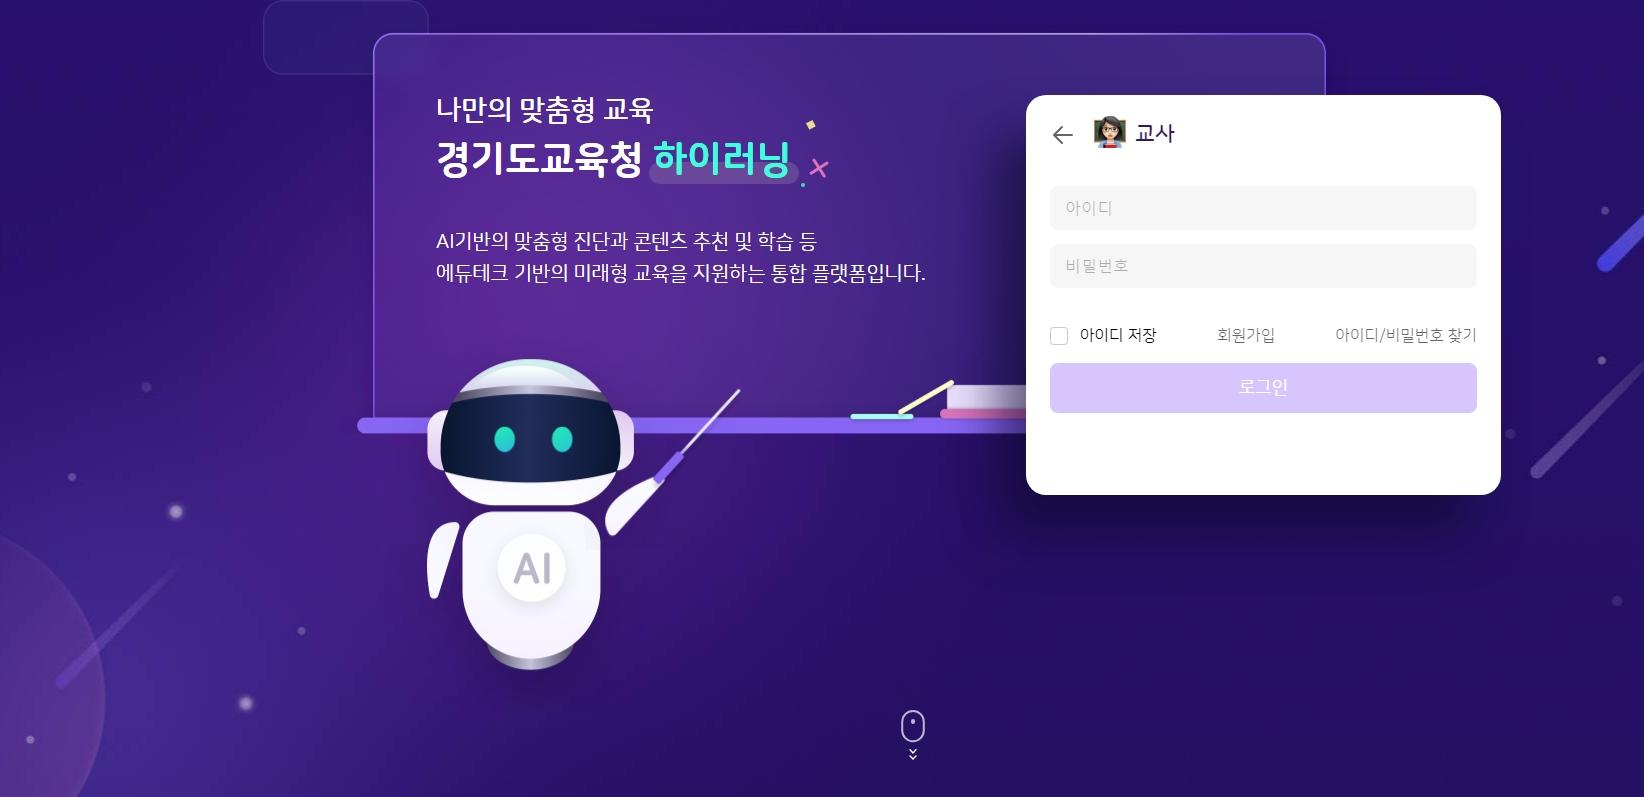 나만의 맞춤형 교육
경기도교육청 하이러닝
AI기반의 맞춤형 진단과 콘텐츠 추천 및 학습 등
에듀테크 기반의 미래형 교육을 지원하는 통합 플랫폼입니다.
AI
교사
아이디
비밀번호
아이디 저장 회원가입 아이디/비밀번호 찾기
로그인